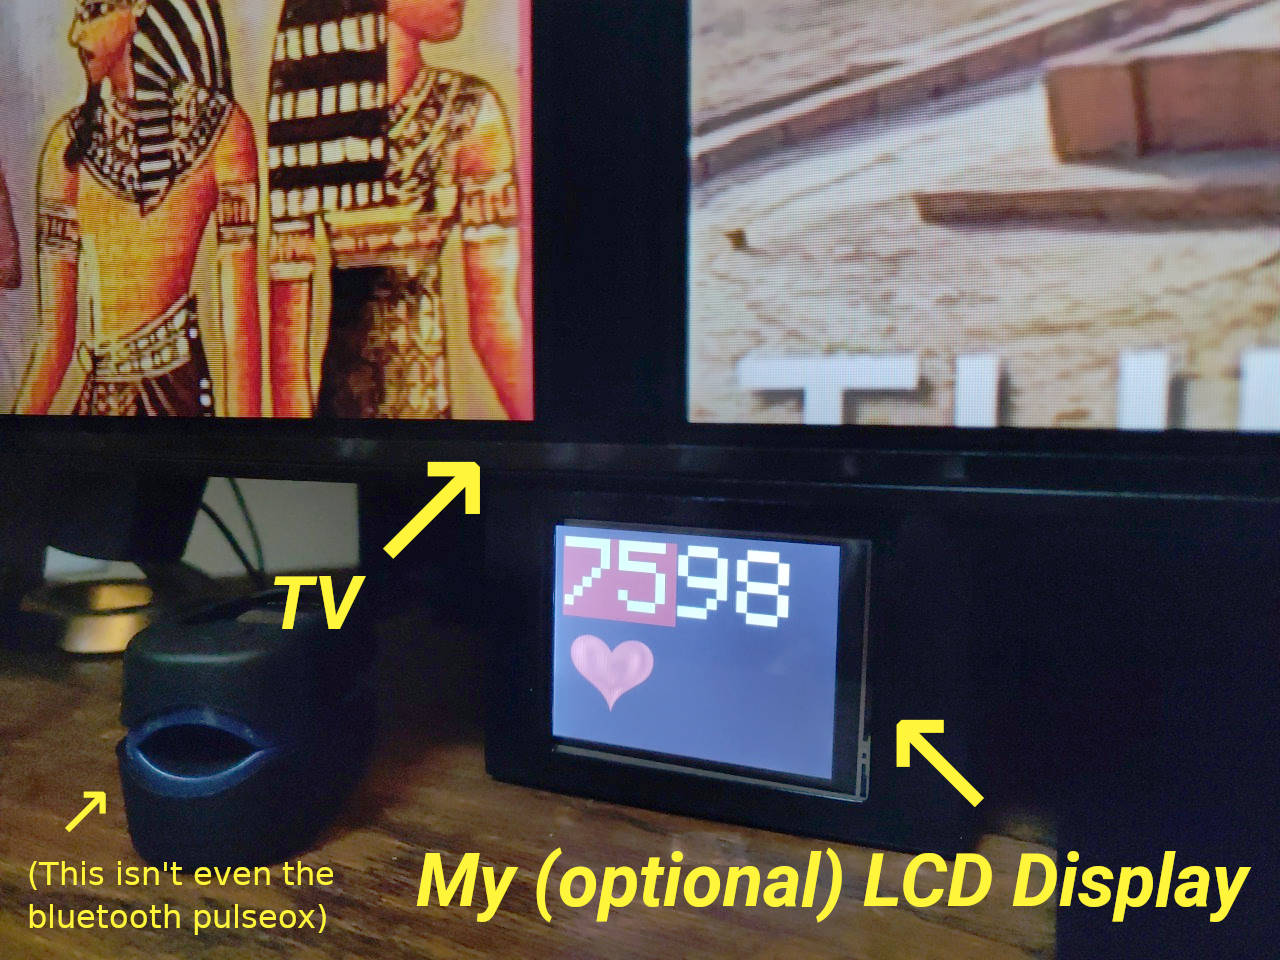 TV
7598
My (optional) LCD Display
(This isn't even the
bluetooth pulseox)